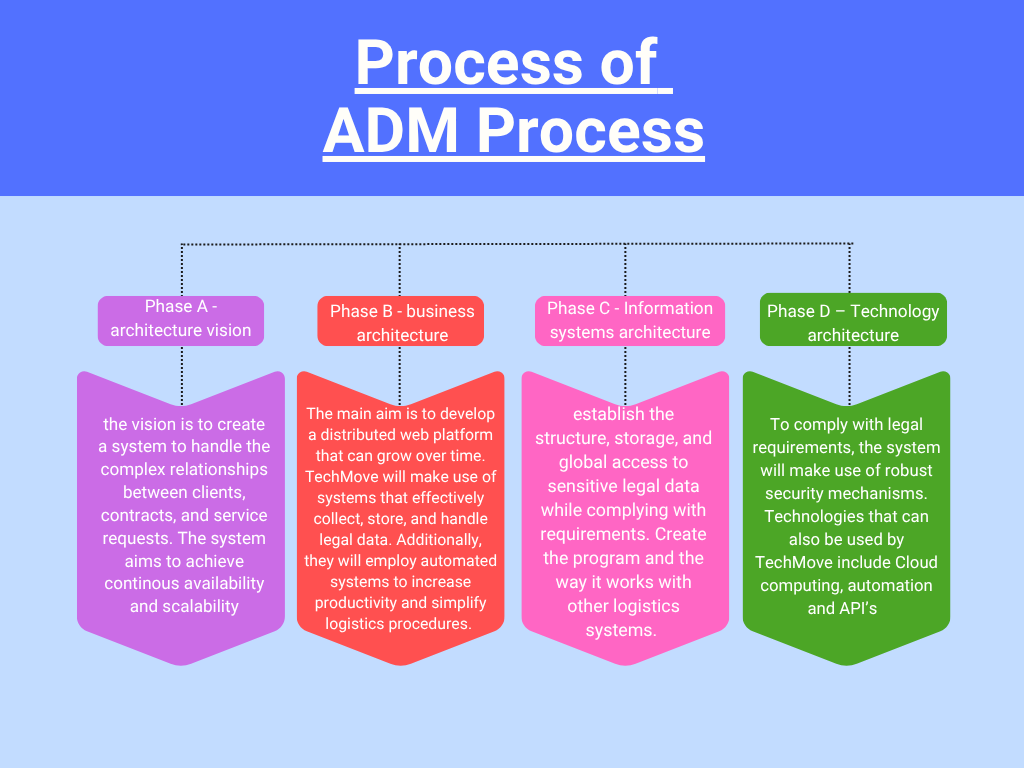 Process of
ADM Process
Phase A -
architecture vision
the vision is to create
a system to handle the
complex relationships
between clients,
contracts, and service
requests. The system
aims to achieve
continous availability
and scalability
Phase B - business
architecture
The main aim is to develop
a distributed web platform
that can grow over time.
TechMove will make use of
systems that effectively
collect, store, and handle
legal data. Additionally,
they will employ automated
systems to increase
productivity and simplify
logistics procedures.
Phase C - Information
systems architecture
establish the
structure, storage, and
global access to
sensitive legal data
while complying with
requirements. Create
the program and the
way it works with
other logistics
systems.
Phase D – Technology
architecture
To comply with legal
requirements, the system
will make use of robust
security mechanisms.
Technologies that can
also be used by
TechMove include Cloud
computing, automation
and API’s